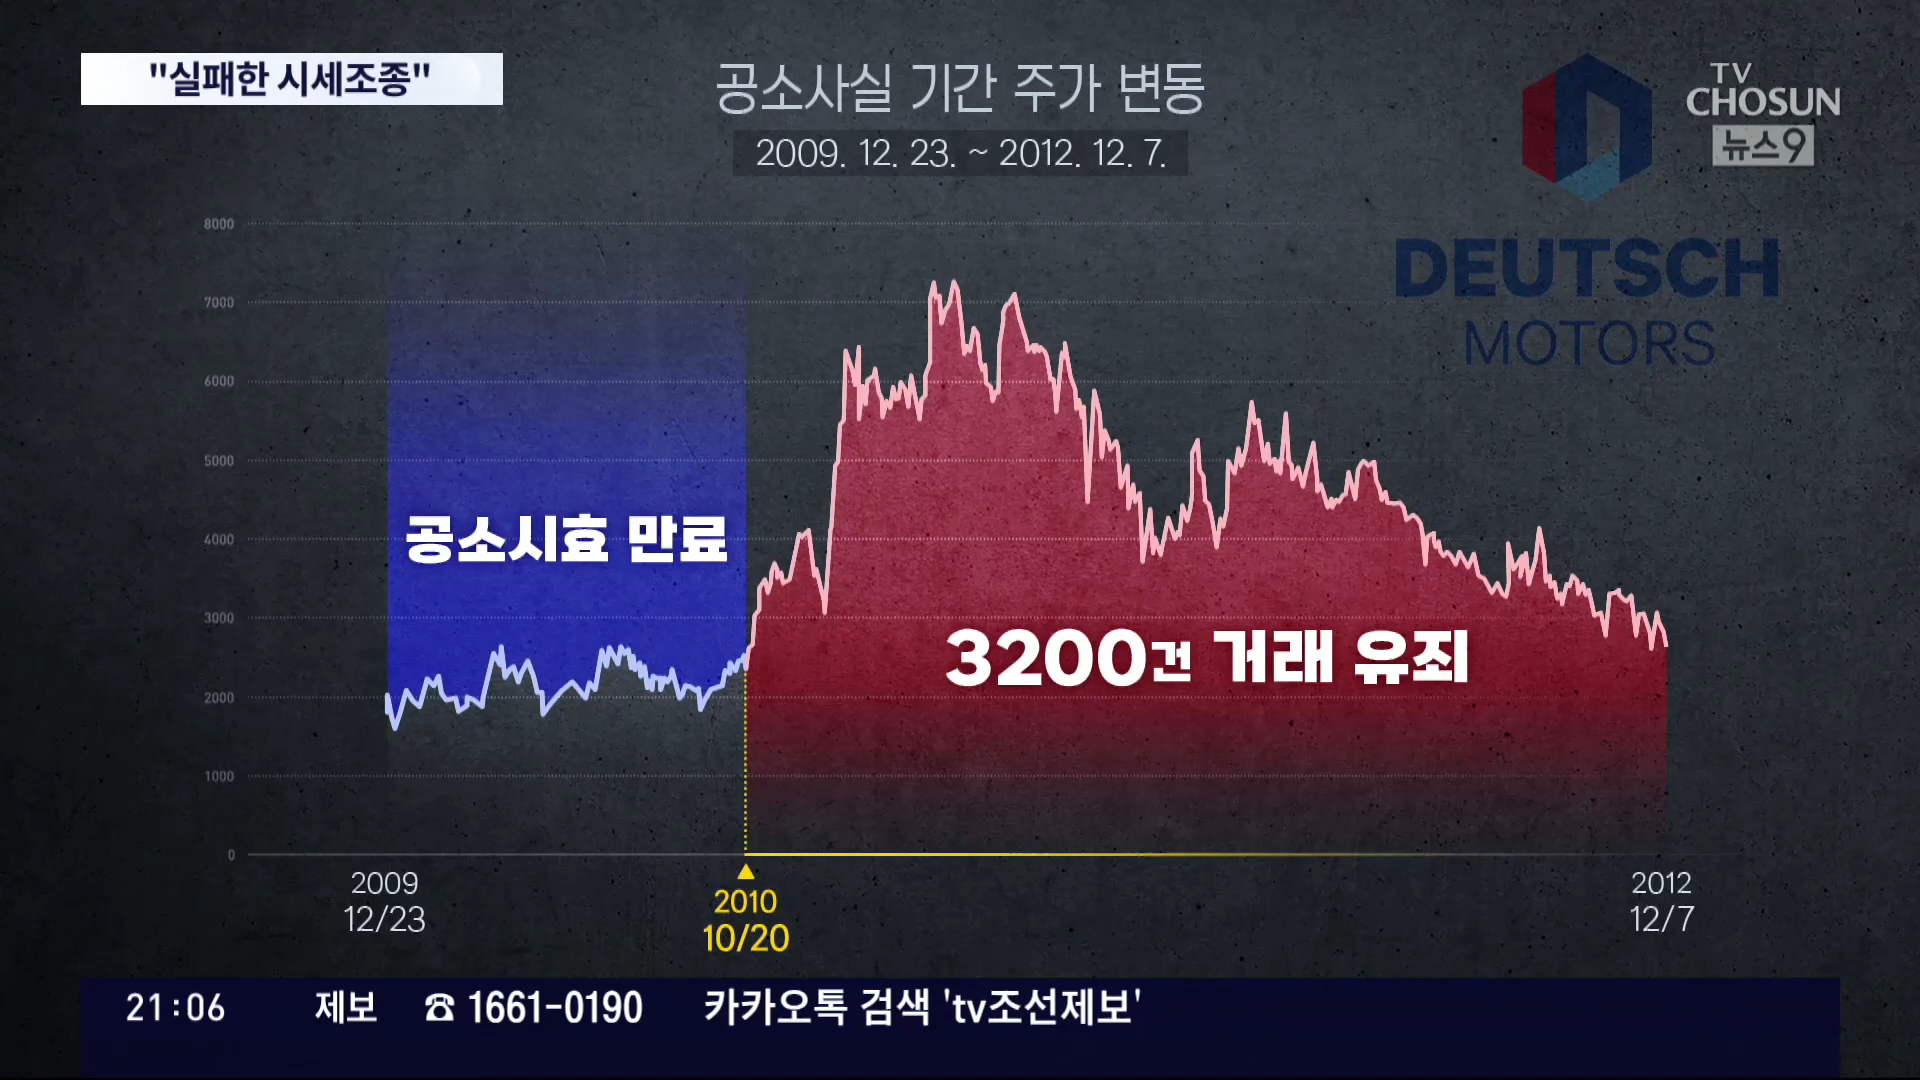 "실패한 시세조종"
공소사실 기간 주가 변동
2009. 12. 23. ~ 2012. 12. 7.
TV
CHOSUN
뉴스9
DEUTSCH
MOTORS
8000
7000
6000
5000
4000
3000
2000
1000
0
공소시효 만료
3200건 거래 유죄
2009
12/23
2010
10/20
2012
12/7
21:06 제보 ☎ 1661-0190 카카오톡 검색 'tv조선제보'